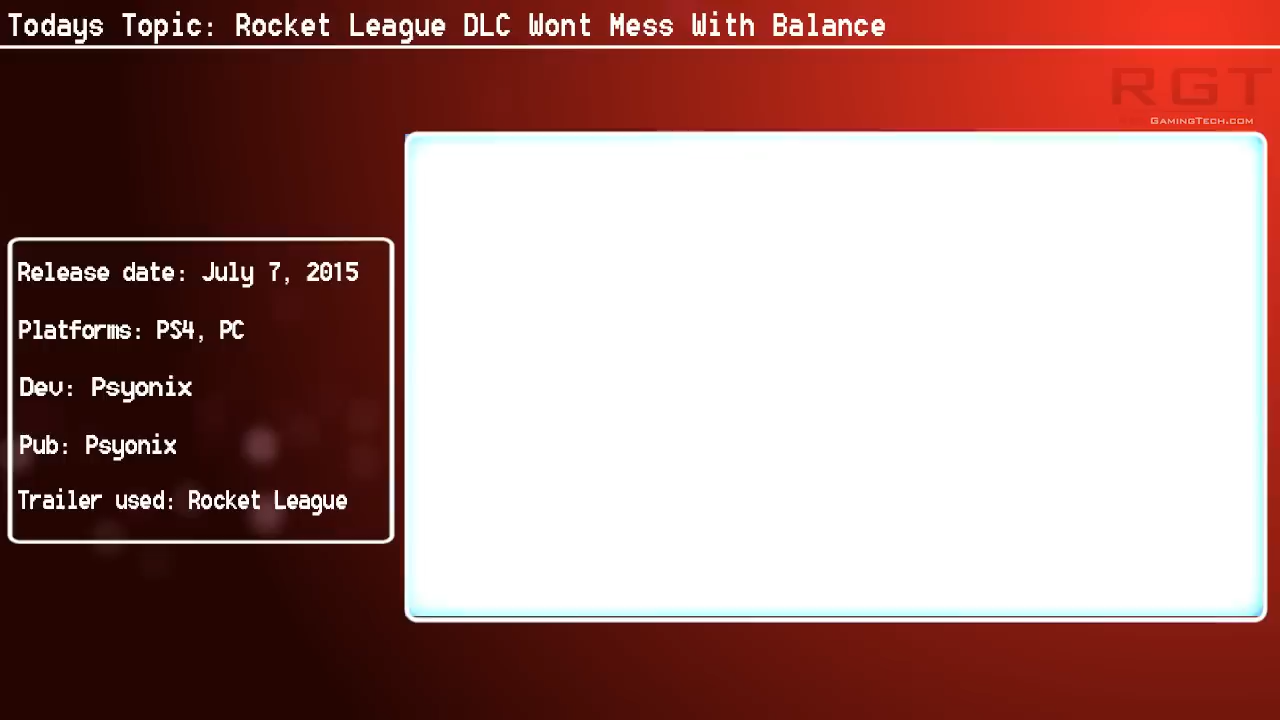 Todays Topic: Rocket League DLC Wont Mess With Balance
RGT
GamingTech.com
Release date: July 7, 2015
Platforms: PS4, PC
Dev: Psyonix
Pub: Psyonix
Trailer used: Rocket League